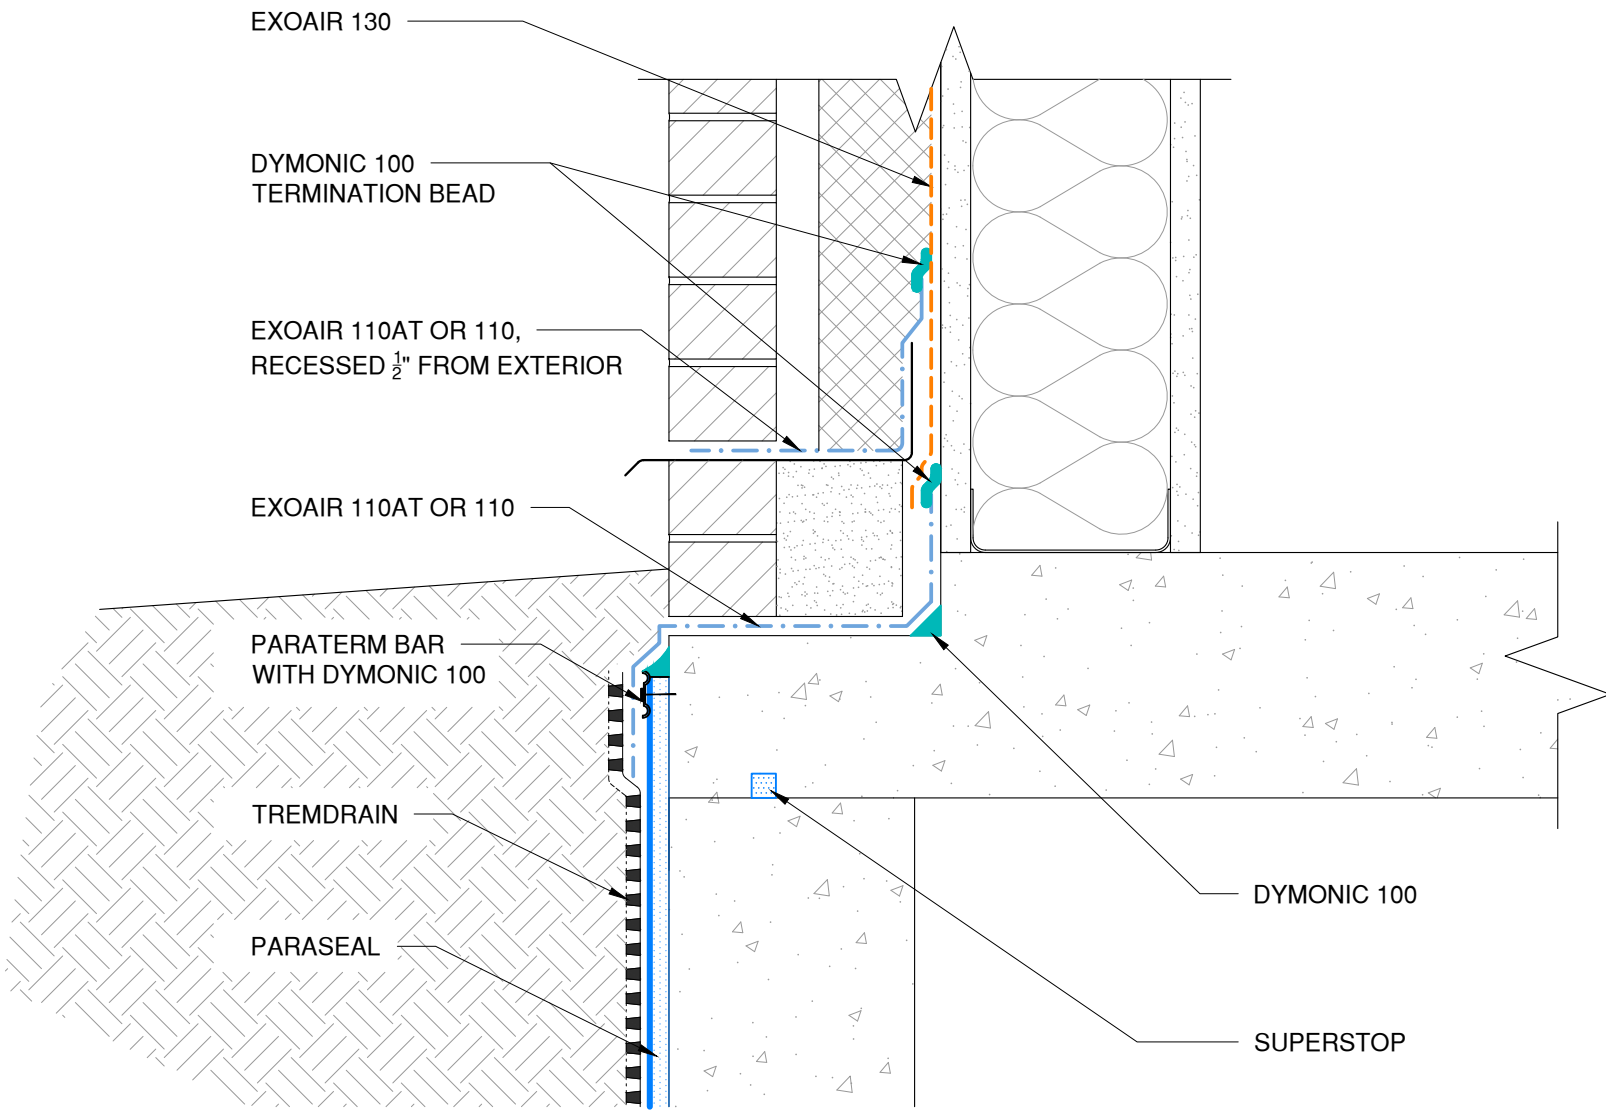 EXOAIR 130
DYMONIC 100
TERMINATION BEAD
EXOAIR 110AT OR 110,
RECESSED 1/2" FROM EXTERIOR
EXOAIR 110AT OR 110
PARATERM BAR
WITH DYMONIC 100
TREMDRAIN
DYMONIC 100
PARASEAL
SUPERSTOP